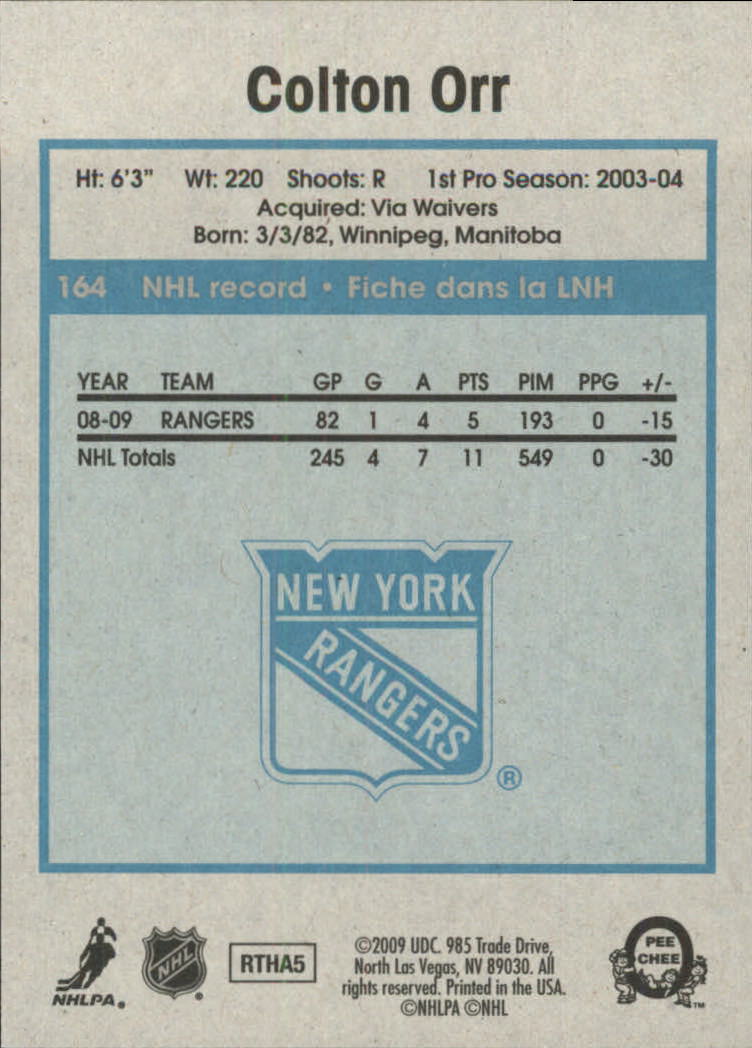 Colton Orr
Ht: 6'3" Wt: 220 Shoots: R 1st Pro Season: 2003-04
Acquired: Via Waivers
Born: 3/3/82, Winnipeg, Manitoba
164 NHL record • Fiche dans la LNH
YEAR TEAM GP G A PTS PIM PPG +/-
08-09 RANGERS 82 1 4 5 193 0 -15
NHL Totals 245 4 7 11 549 0 -30
NEW YORK
RANGERS
®
NHLPA®
NHL®
RTHA5
©2009 UDC. 985 Trade Drive,
North Las Vegas, NV 89030. All
rights reserved. Printed in the USA.
©NHLPA ©NHL
O
PEE
CHEE
™